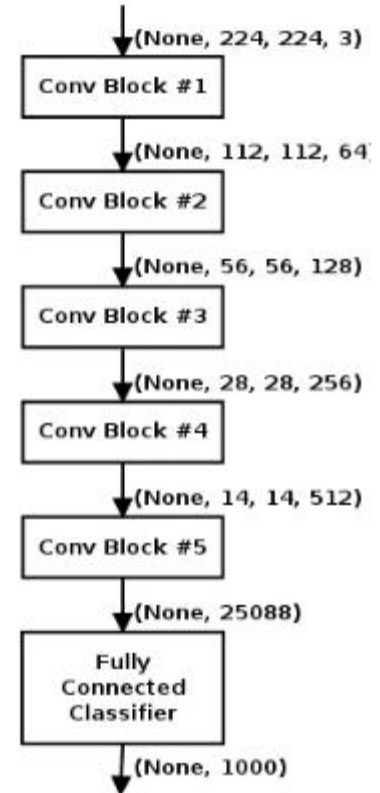 (None, 224, 224, 3)
Conv Block #1
(None, 112, 112, 64)
Conv Block #2
(None, 56, 56, 128)
Conv Block #3
(None, 28, 28, 256)
Conv Block #4
(None, 14, 14, 512)
Conv Block #5
(None, 25088)
Fully
Connected
Classifier
(None, 1000)